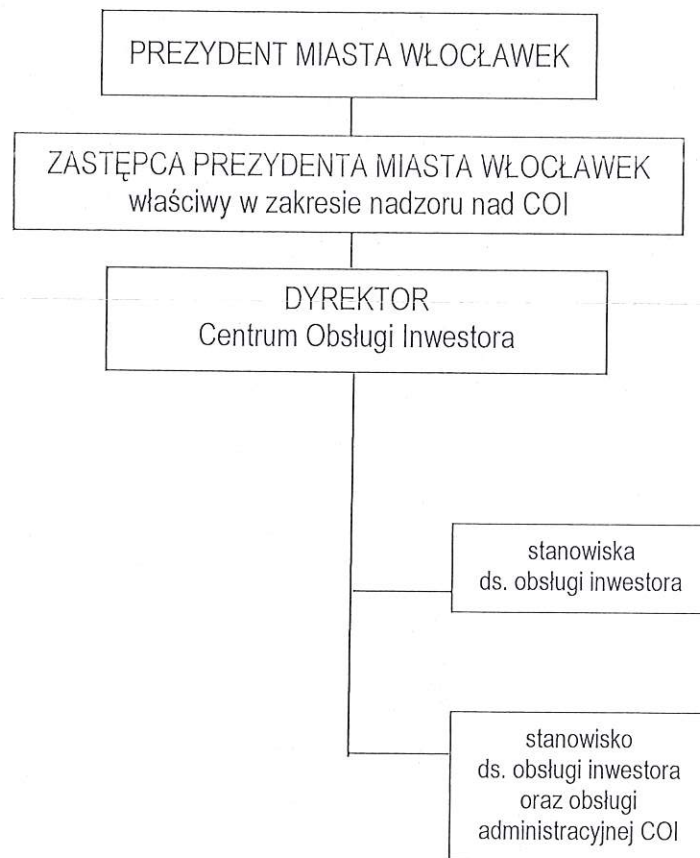 PREZYDENT MIASTA WŁOCŁAWEK
ZASTĘPCA PREZYDENTA MIASTA WŁOCŁAWEK
właściwy w zakresie nadzoru nad COI
DYREKTOR
Centrum Obsługi Inwestora
stanowiska
ds. obsługi inwestora
stanowisko
ds. obsługi inwestora
oraz obsługi
administracyjnej COI